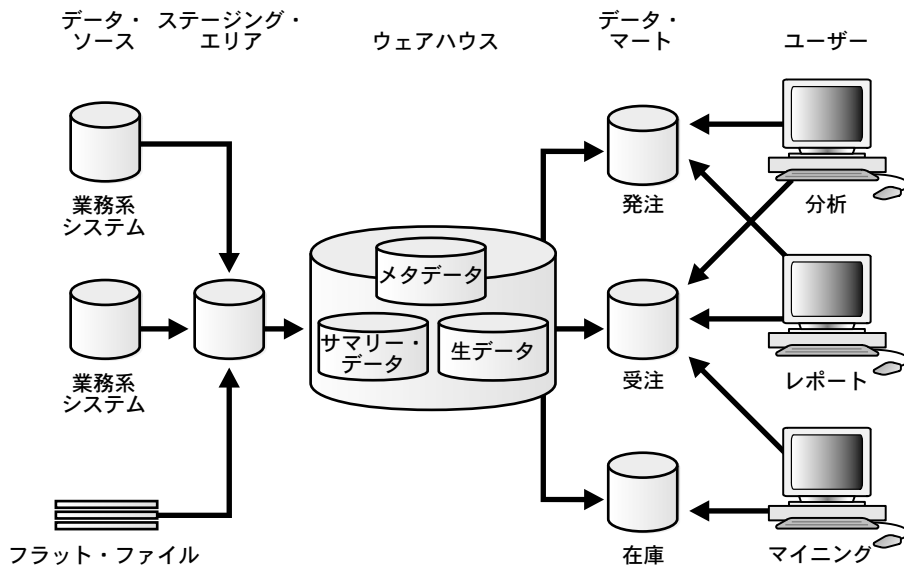 データ・
ソース
ステージング・
エリア
ウェアハウス
データ・
マート
ユーザー
業務系
システム
発注
分析
メタデータ
サマリー・
データ
生データ
業務系
システム
受注
レポート
フラット・ファイル
在庫
マイニング